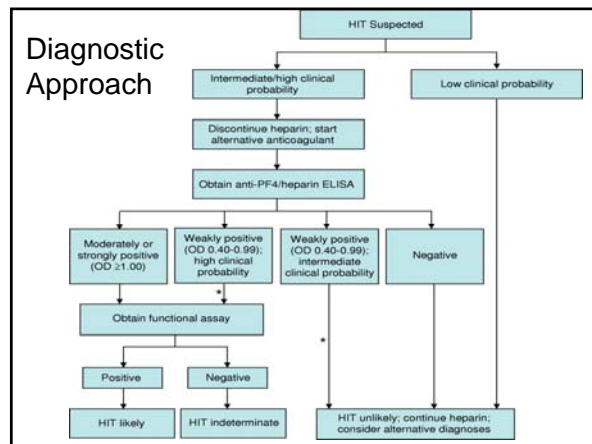 Diagnostic
Approach
HIT Suspected
Intermediate/high clinical
probability
Low clinical probability
Discontinue heparin; start
alternative anticoagulant
Obtain anti-PF4/heparin ELISA
Moderately or
strongly positive
(OD ≥1.00)
Weakly positive
(OD 0.40-0.99);
high clinical
probability
Weakly positive
(OD 0.40-0.99);
intermediate
clinical probability
Negative
*
*
Obtain functional assay
Positive
Negative
HIT likely
HIT indeterminate
HIT unlikely; continue heparin;
consider alternative diagnoses